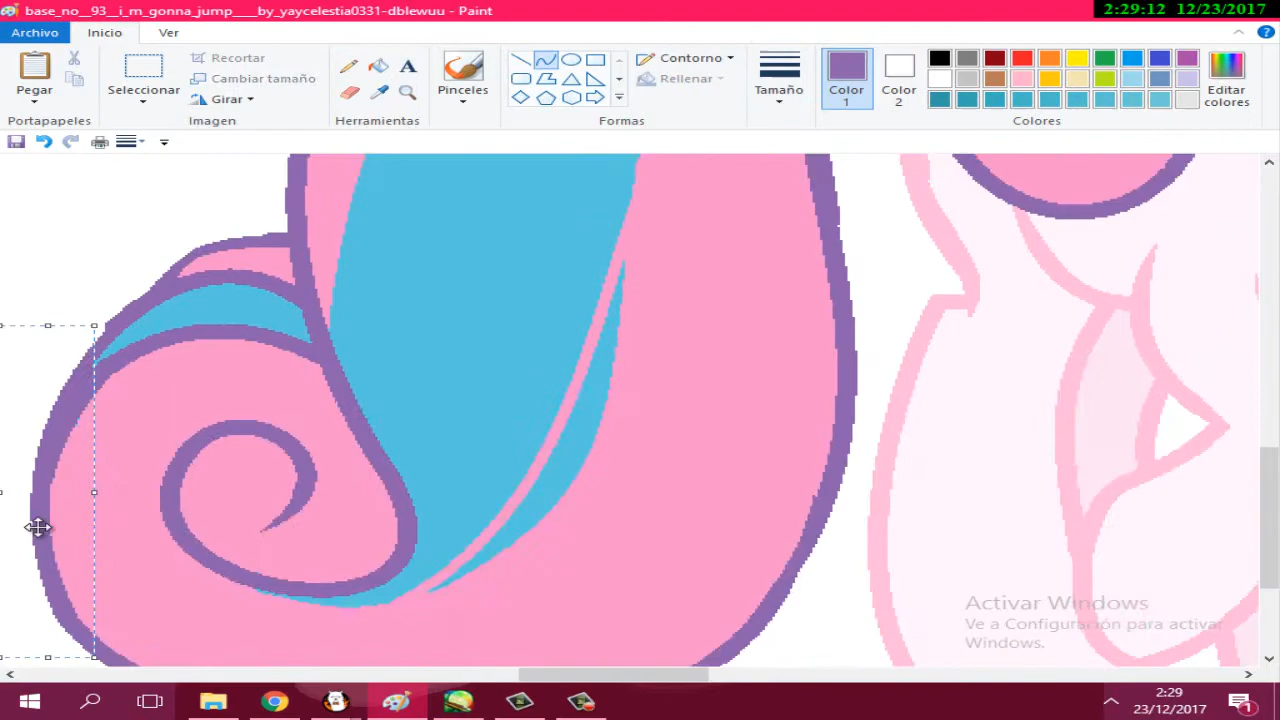 base_no__93__i_m_gonna_jump____by_yaycelestia0331-dblewuu - Paint
2:29:12 12/23/2017
Archivo
Inicio
Ver
Pegar
Portapapeles
Seleccionar
Recortar
Cambiar tamaño
Girar
Imagen
A
Herramientas
Pinceles
Contorno
Rellenar
Formas
Tamaño
Color 1
Color 2
Editar colores
Colores
Activar Windows
Ve a Configuración para activar
Windows.
2:29
23/12/2017
1